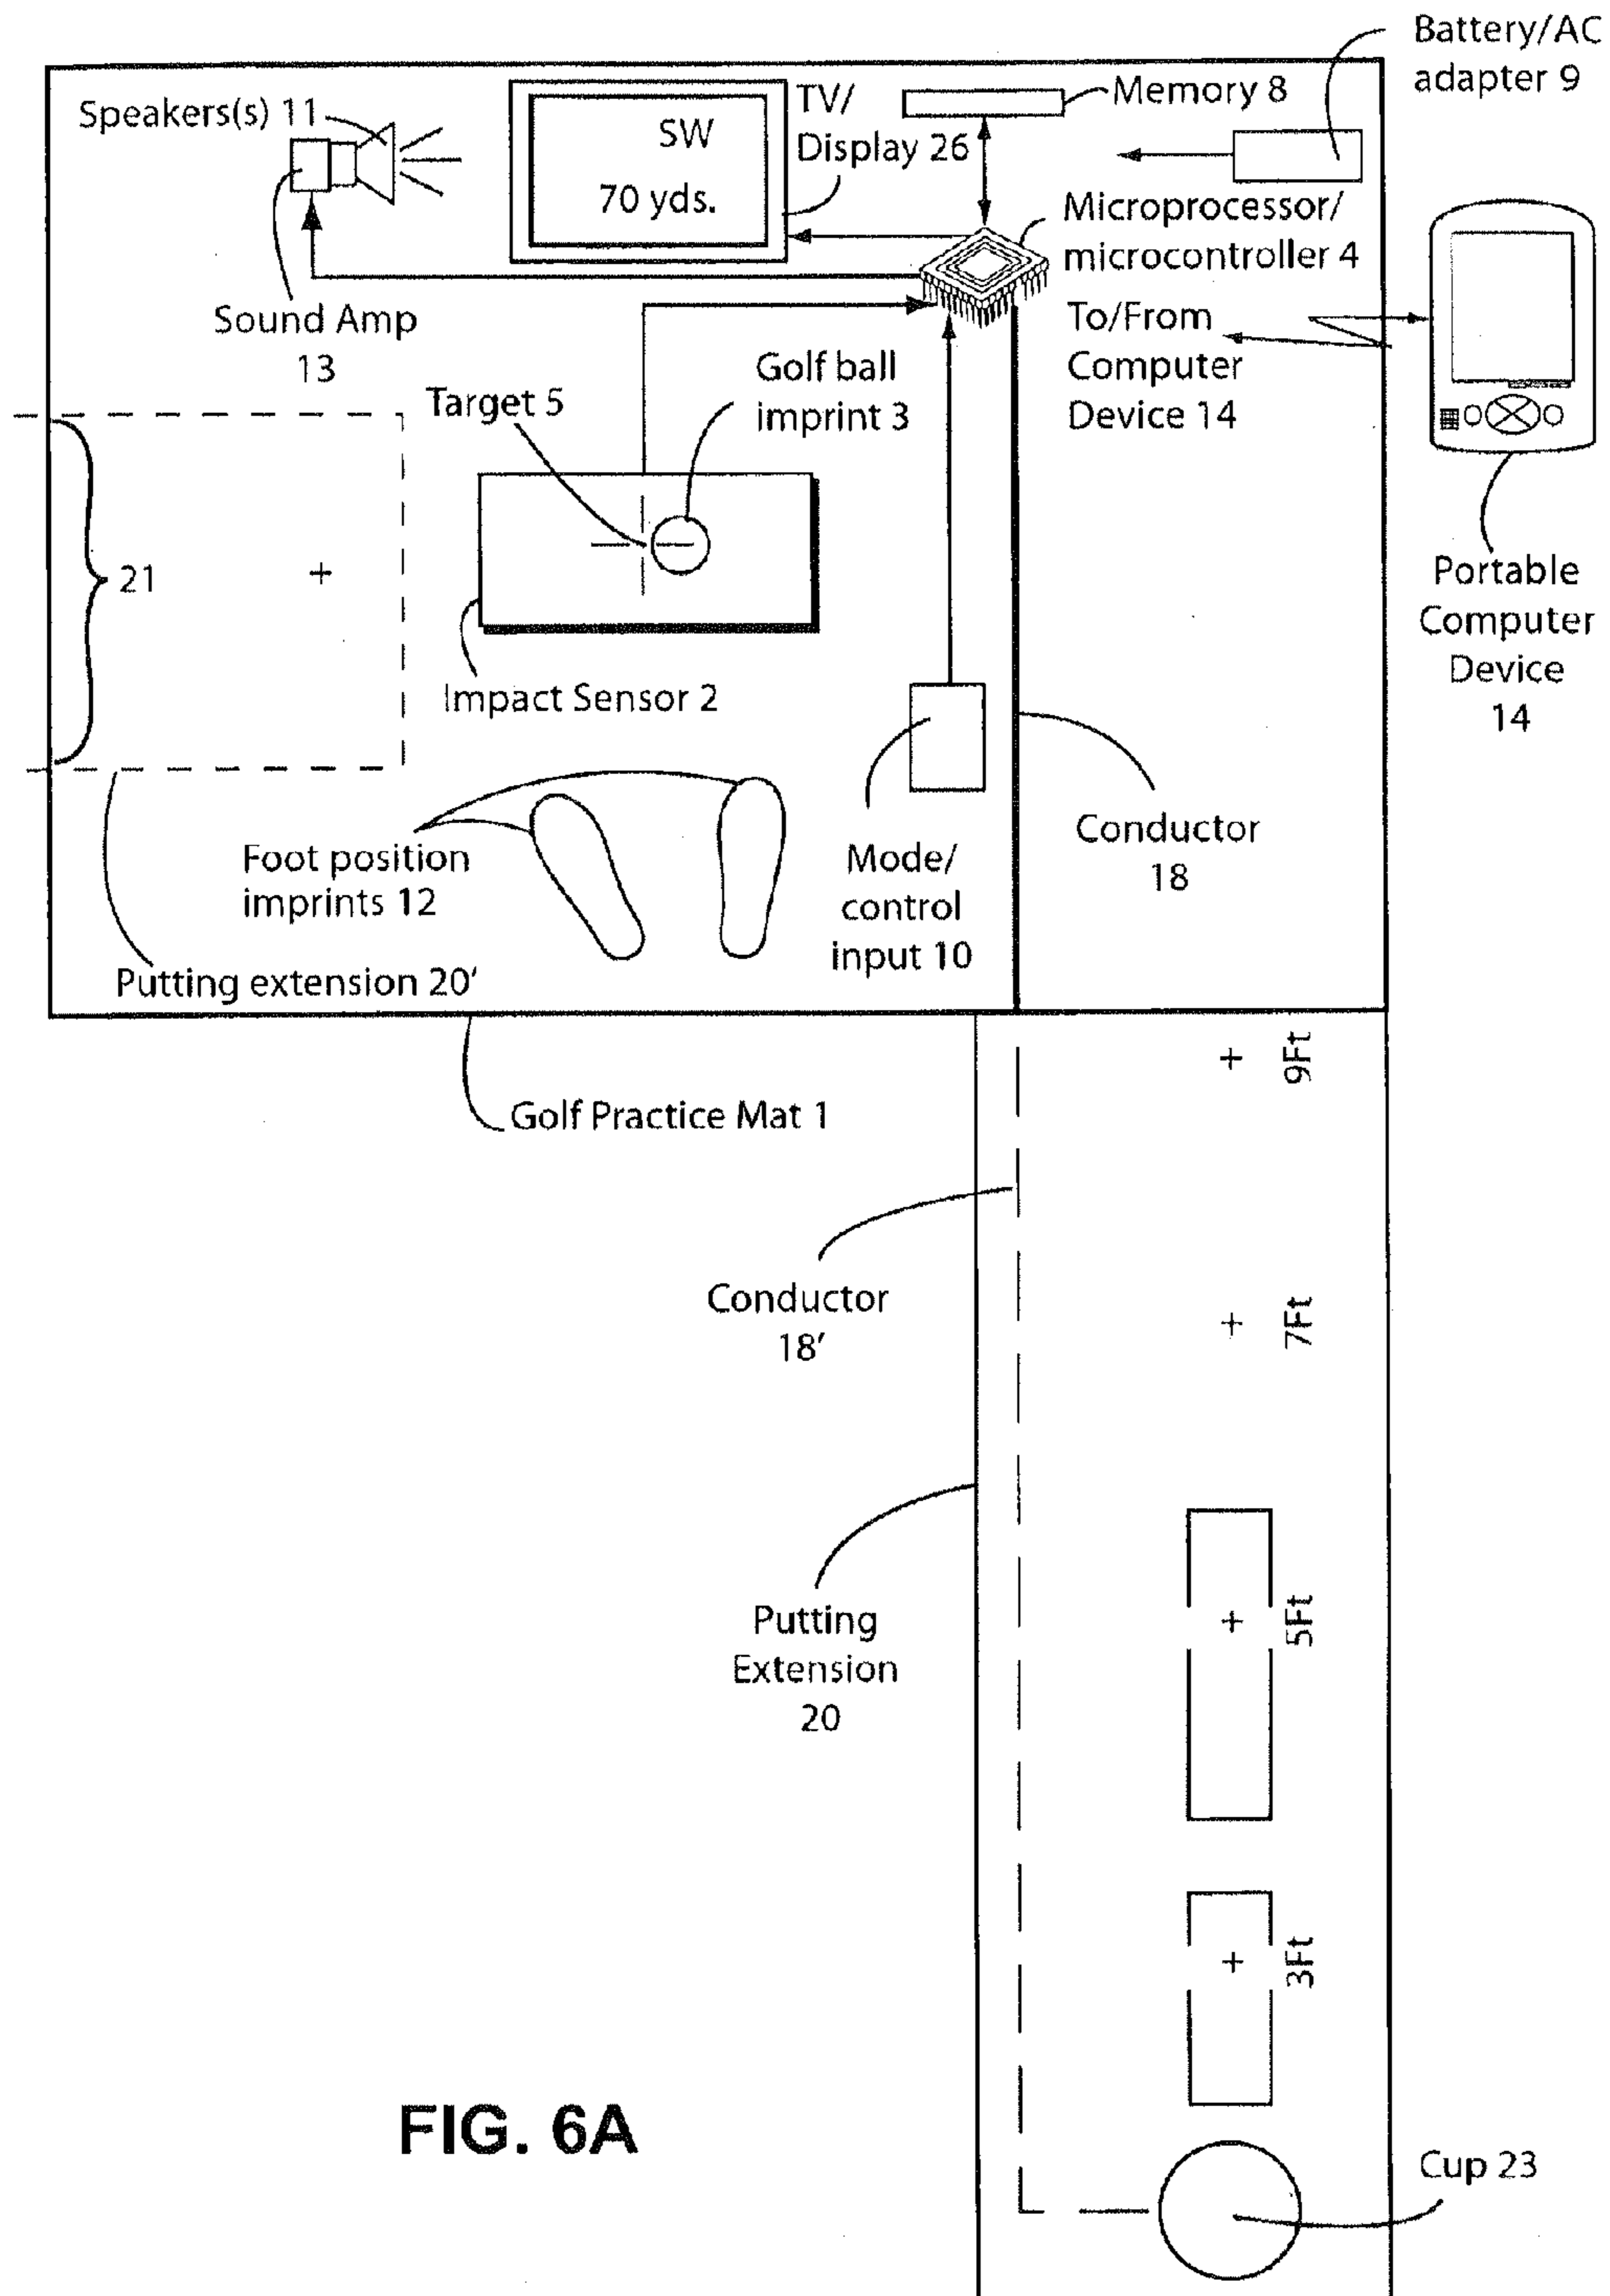 Battery/AC
adapter 9
Speakers(s) 11
SW
70 yds.
TV/
Display 26
Memory 8
Microprocessor/
microcontroller 4
Sound Amp
13
To/From
Computer
Device 14
Target 5
Golf ball
imprint 3
21
Impact Sensor 2
Portable
Computer
Device
14
Foot position
imprints 12
Mode/
control
input 10
Conductor
18
Putting extension 20'
Golf Practice Mat 1
9Ft
Conductor
18'
7Ft
Putting
Extension
20
5Ft
3Ft
FIG. 6A
Cup 23